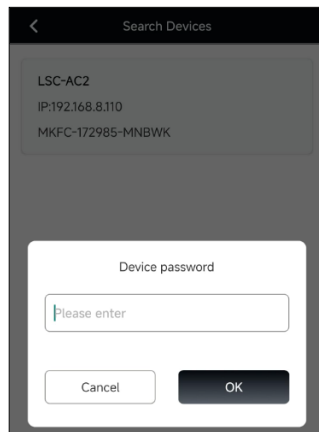 Search Devices
LSC-AC2
IP:192.168.8.110
MKFC-172985-MNBWK
Device password
Please enter
Cancel OK